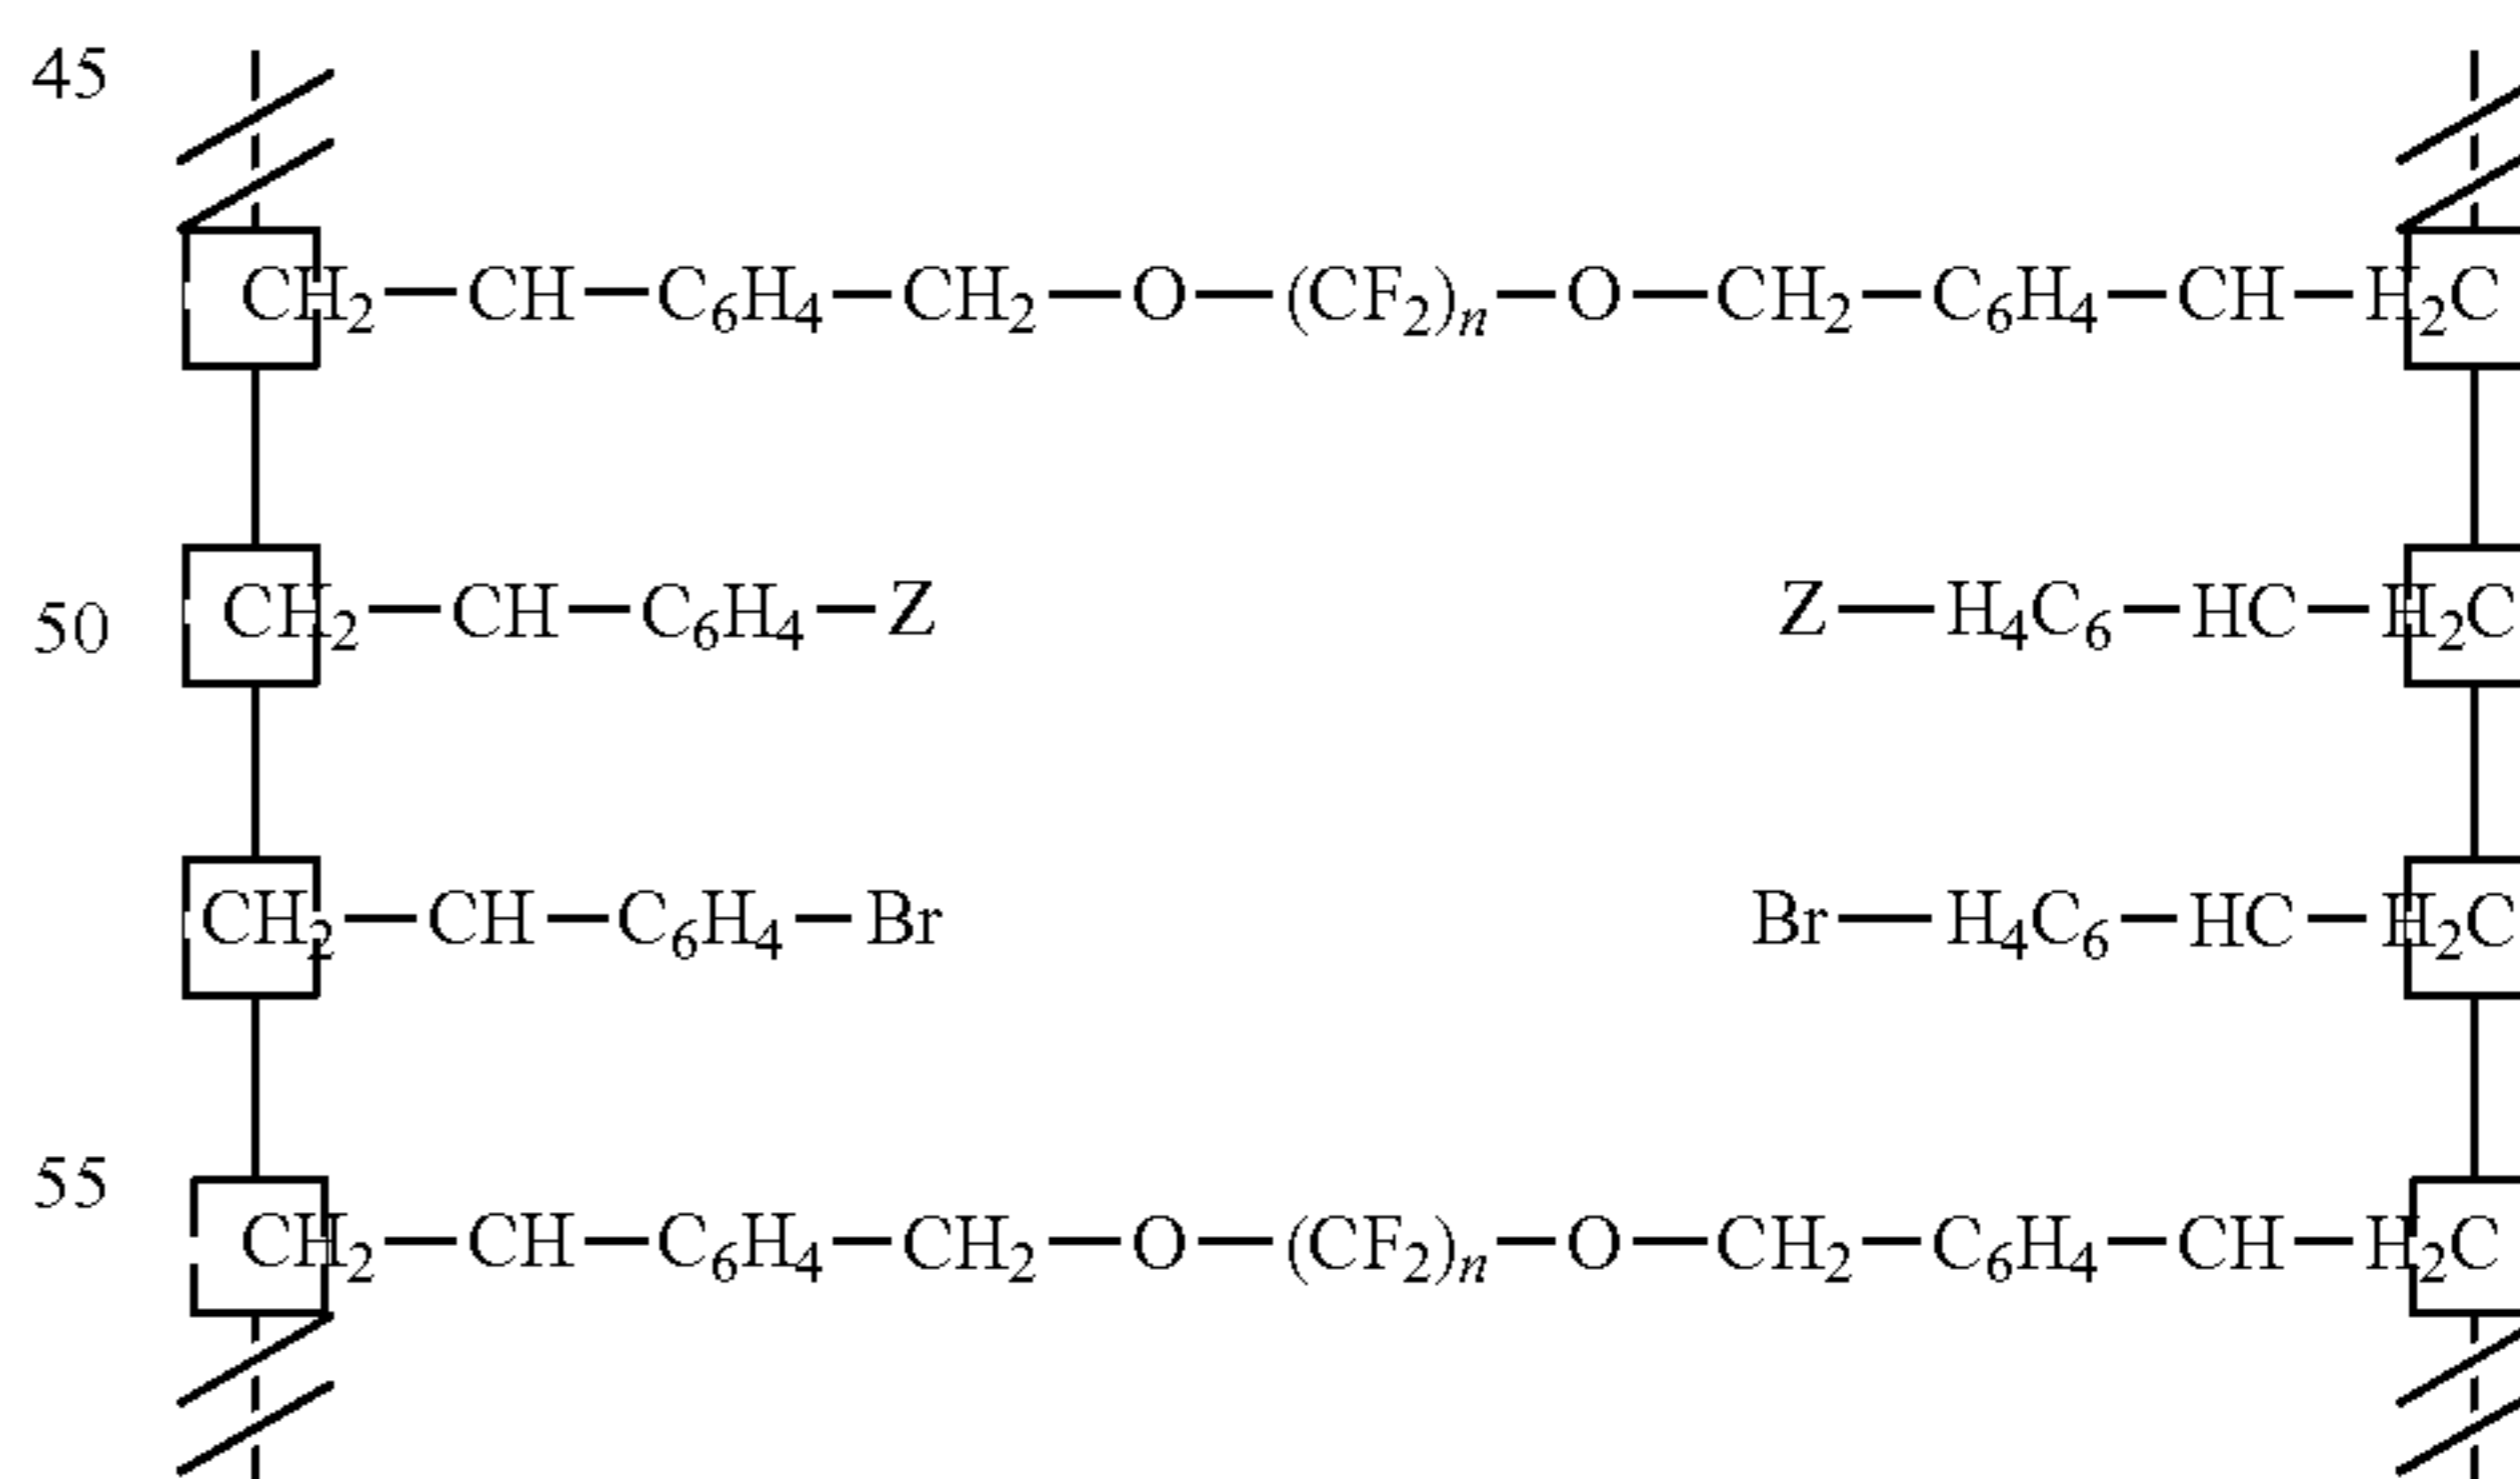 45
CH₂—CH—C₆H₄—CH₂—O—(CF₂)ₙ—O—CH₂—C₆H₄—CH—H₂C
50 CH₂—CH—C₆H₄—Z Z—H₄C₆—HC—H₂C
CH₂—CH—C₆H₄—Br Br—H₄C₆—HC—H₂C
55
CH₂—CH—C₆H₄—CH₂—O—(CF₂)ₙ—O—CH₂—C₆H₄—CH—H₂C